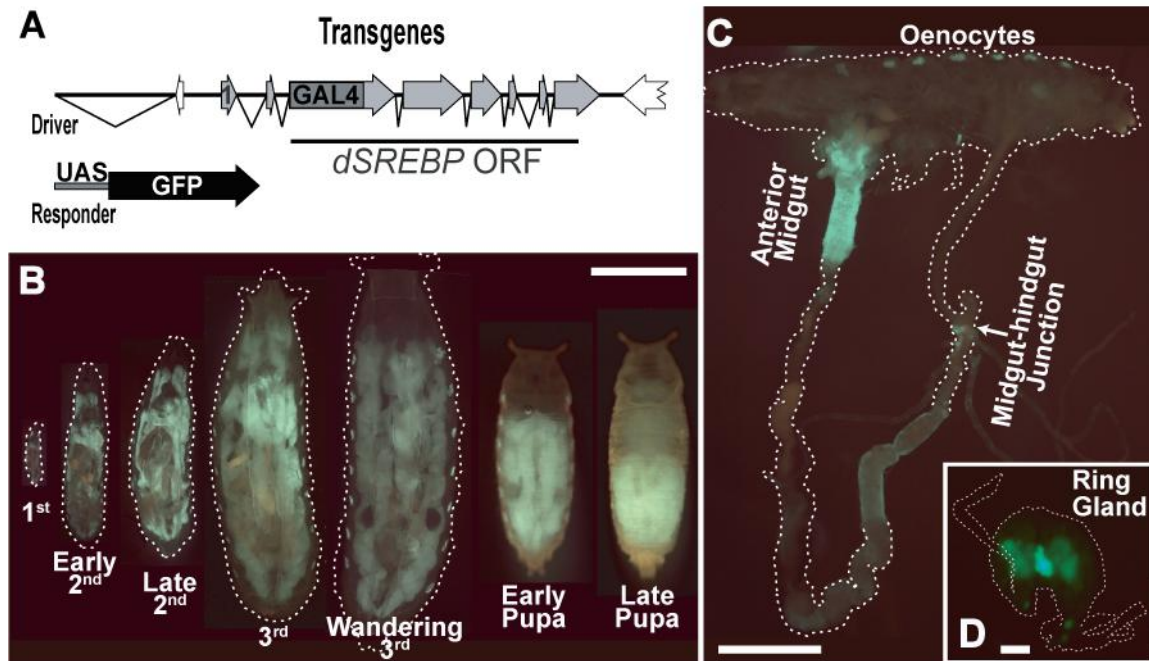 A
Transgenes
1
GAL4
Driver
dSREBP ORF
UAS
GFP
Responder
B
1st
Early
2nd
Late
2nd
3rd
Wandering
3rd
Early
Pupa
Late
Pupa
C
Oenocytes
Anterior
Midgut
Midgut-hindgut
Junction
Ring
Gland
D